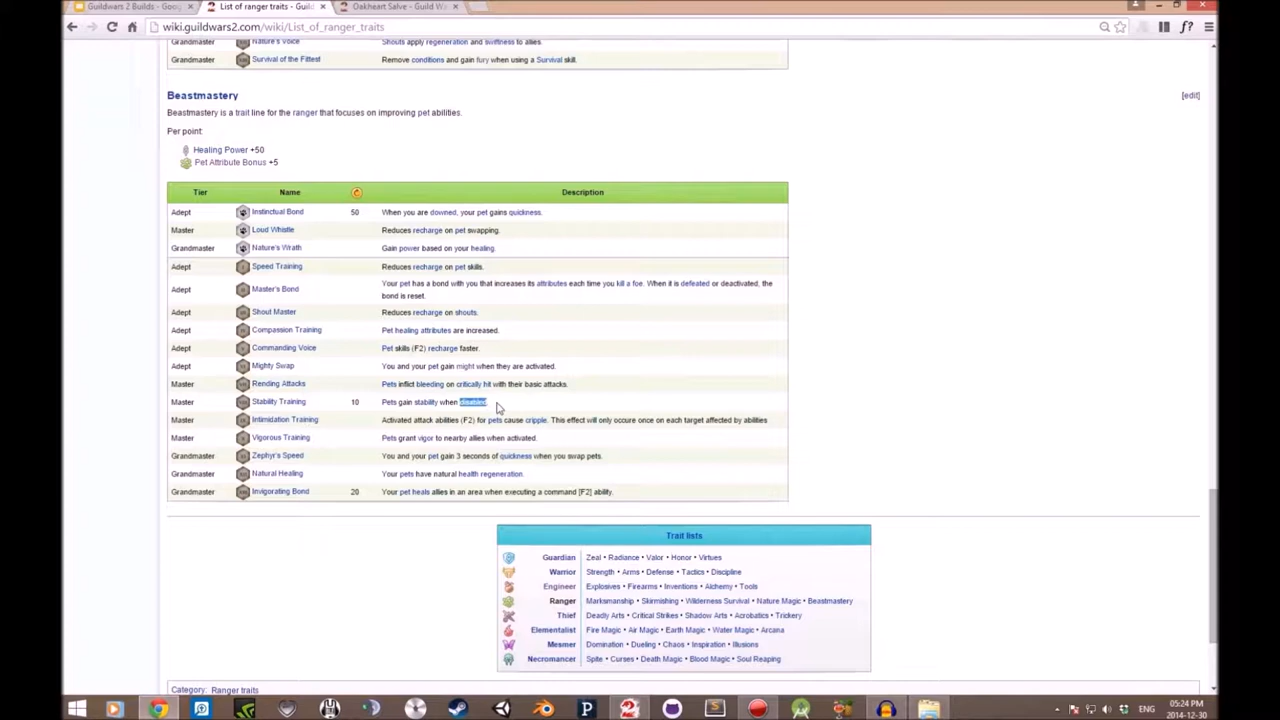 Guildwars 2 Builds - Goog
List of ranger traits - Guild
Oakheart Salve - Guild Wa
wiki.guildwars2.com/wiki/List_of_ranger_traits
Grandmaster Nature's Voice Shouts apply regeneration and swiftness to allies.
Grandmaster Survival of the Fittest Remove conditions and gain fury when using a Survival skill.
Beastmastery [edit]
Beastmastery is a trait line for the ranger that focuses on improving pet abilities.
Per point:
Healing Power +50
Pet Attribute Bonus +5
Tier Name Description
Adept Instinctual Bond 50 When you are downed, your pet gains quickness.
Master Loud Whistle Reduces recharge on pet swapping.
Grandmaster Nature's Wrath Gain power based on your healing.
Adept Speed Training Reduces recharge on pet skills.
Adept Master's Bond Your pet has a bond with you that increases its attributes each time you kill a foe. When it is defeated or deactivated, the
bond is reset.
Adept Shout Master Reduces recharge on shouts.
Adept Compassion Training Pet healing attributes are increased.
Adept Commanding Voice Pet skills (F2) recharge faster.
Adept Mighty Swap You and your pet gain might when they are activated.
Master Rending Attacks Pets inflict bleeding on critically hit with their basic attacks.
Master Stability Training 10 Pets gain stability when disabled.
Master Intimidation Training Activated attack abilities (F2) for pets cause cripple. This effect will only occure once on each target affected by abilities
Master Vigorous Training Pets grant vigor to nearby allies when activated.
Grandmaster Zephyr's Speed You and your pet gain 3 seconds of quickness when you swap pets.
Grandmaster Natural Healing Your pets have natural health regeneration.
Grandmaster Invigorating Bond 20 Your pet heals allies in an area when executing a command [F2] ability.
Trait lists
Guardian Zeal • Radiance • Valor • Honor • Virtues
Warrior Strength • Arms • Defense • Tactics • Discipline
Engineer Explosives • Firearms • Inventions • Alchemy • Tools
Ranger Marksmanship • Skirmishing • Wilderness Survival • Nature Magic • Beastmastery
Thief Deadly Arts • Critical Strikes • Shadow Arts • Acrobatics • Trickery
Elementalist Fire Magic • Air Magic • Earth Magic • Water Magic • Arcana
Mesmer Domination • Dueling • Chaos • Inspiration • Illusions
Necromancer Spite • Curses • Death Magic • Blood Magic • Soul Reaping
Category: Ranger traits
05:24 PM
2014-12-30